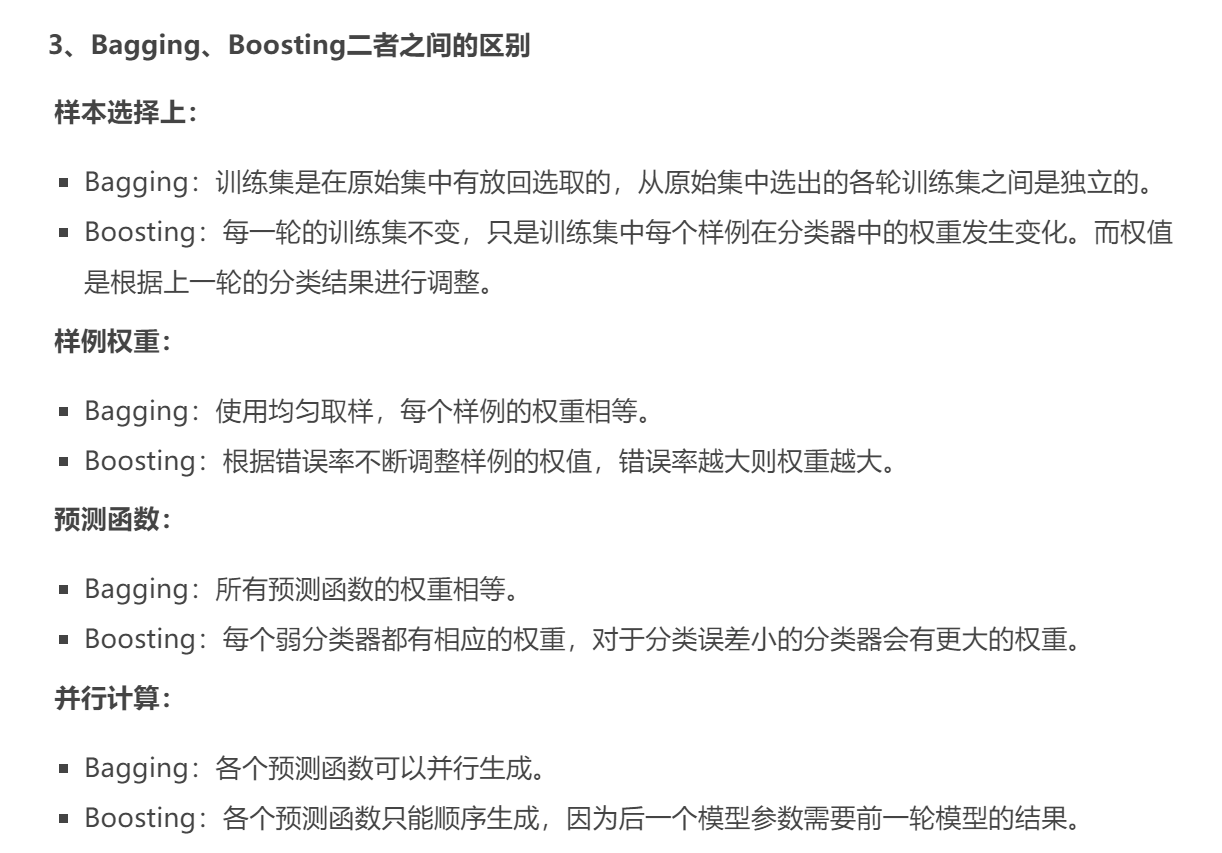 3、Bagging、Boosting二者之间的区别
样本选择上：
▪ Bagging：训练集是在原始集中有放回选取的，从原始集中选出的各轮训练集之间是独立的。
▪ Boosting：每一轮的训练集不变，只是训练集中每个样例在分类器中的权重发生变化。而权值
是根据上一轮的分类结果进行调整。
样例权重：
▪ Bagging：使用均匀取样，每个样例的权重相等。
▪ Boosting：根据错误率不断调整样例的权值，错误率越大则权重越大。
预测函数：
▪ Bagging：所有预测函数的权重相等。
▪ Boosting：每个弱分类器都有相应的权重，对于分类误差小的分类器会有更大的权重。
并行计算：
▪ Bagging：各个预测函数可以并行生成。
▪ Boosting：各个预测函数只能顺序生成，因为后一个模型参数需要前一轮模型的结果。